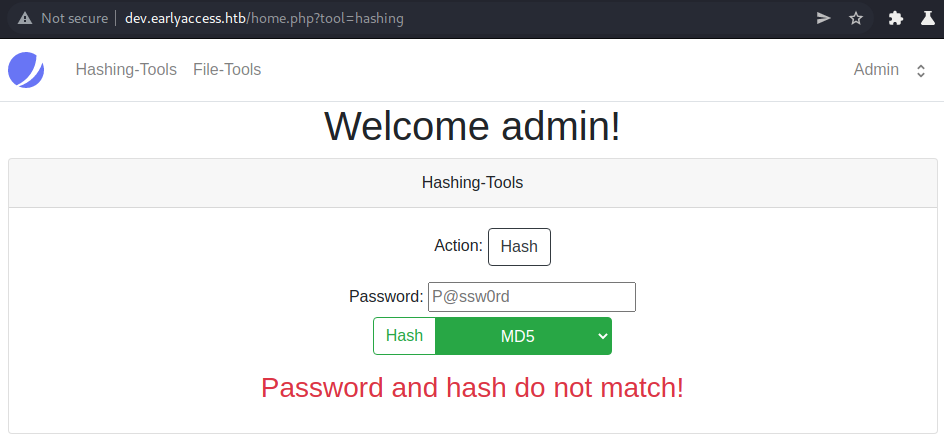 Not secure | dev.earlyaccess.htb/home.php?tool=hashing
Hashing-Tools File-Tools Admin
Welcome admin!
Hashing-Tools
Action: Hash
Password: P@ssw0rd
Hash MD5
Password and hash do not match!